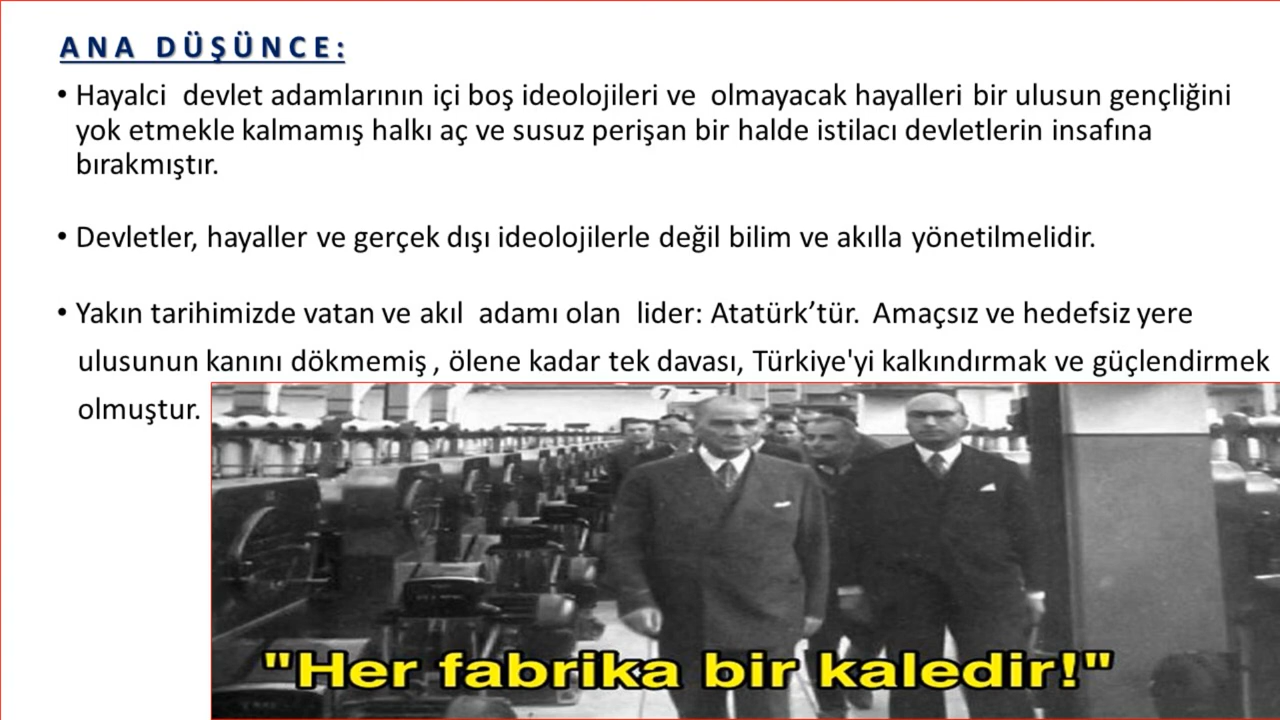 ANA DÜŞÜNCE:
• Hayalci devlet adamlarının içi boş ideolojileri ve olmayacak hayalleri bir ulusun gençliğini
yok etmekle kalmamış halkı aç ve susuz perişan bir halde istilacı devletlerin insafına
bırakmıştır.
• Devletler, hayaller ve gerçek dışı ideolojilerle değil bilim ve akılla yönetilmelidir.
• Yakın tarihimizde vatan ve akıl adamı olan lider: Atatürk’tür. Amaçsız ve hedefsiz yere
ulusunun kanını dökmemiş , ölene kadar tek davası, Türkiye'yi kalkındırmak ve güçlendirmek
olmuştur.
7
"Her fabrika bir kaledir!"